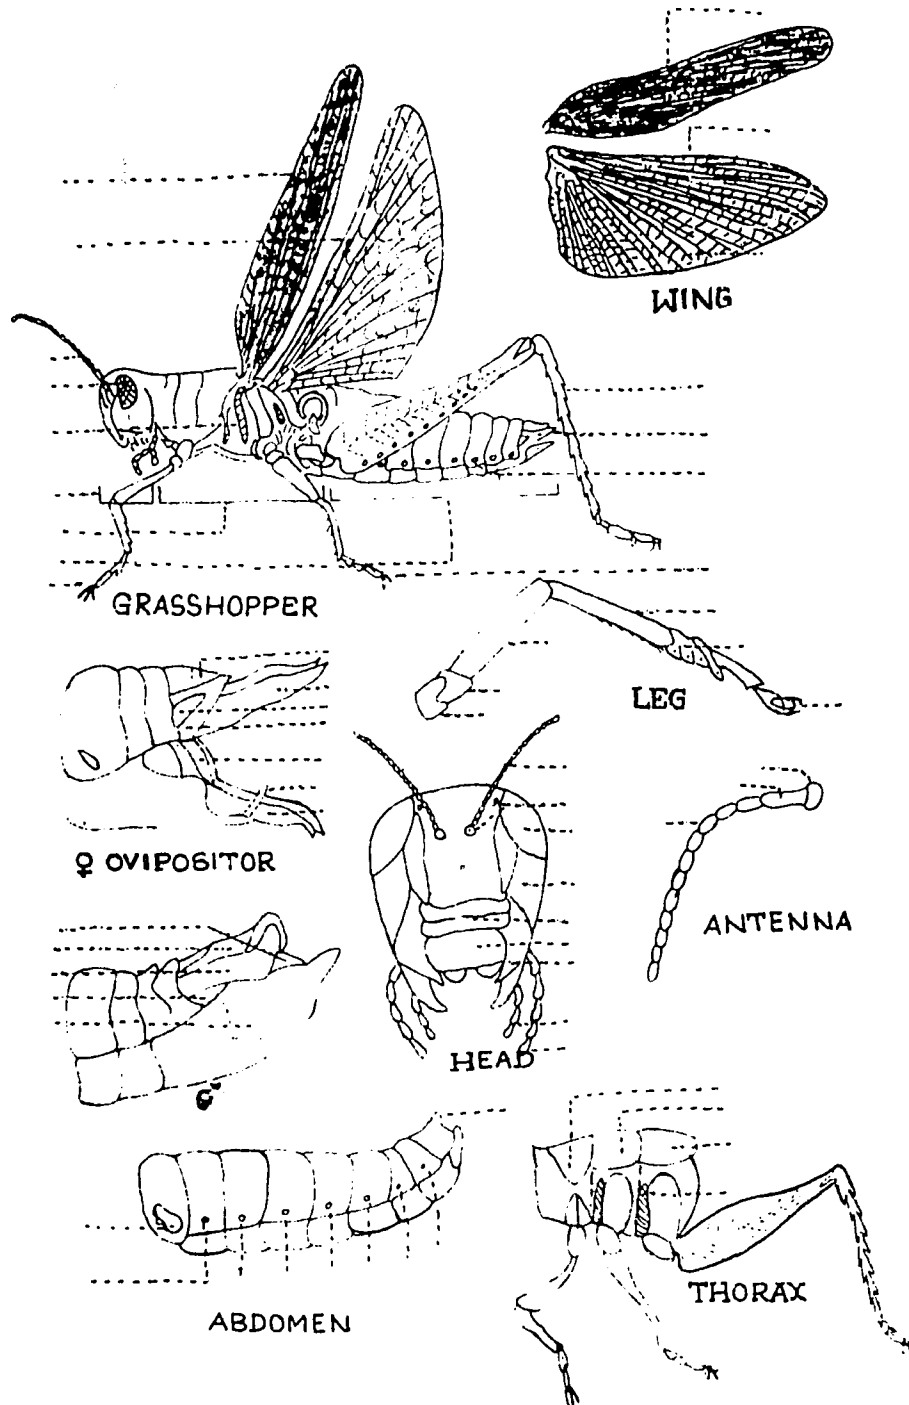 WING
GRASSHOPPER
LEG
♀ OVIPOSITOR
ANTENNA
HEAD
ABDOMEN
THORAX